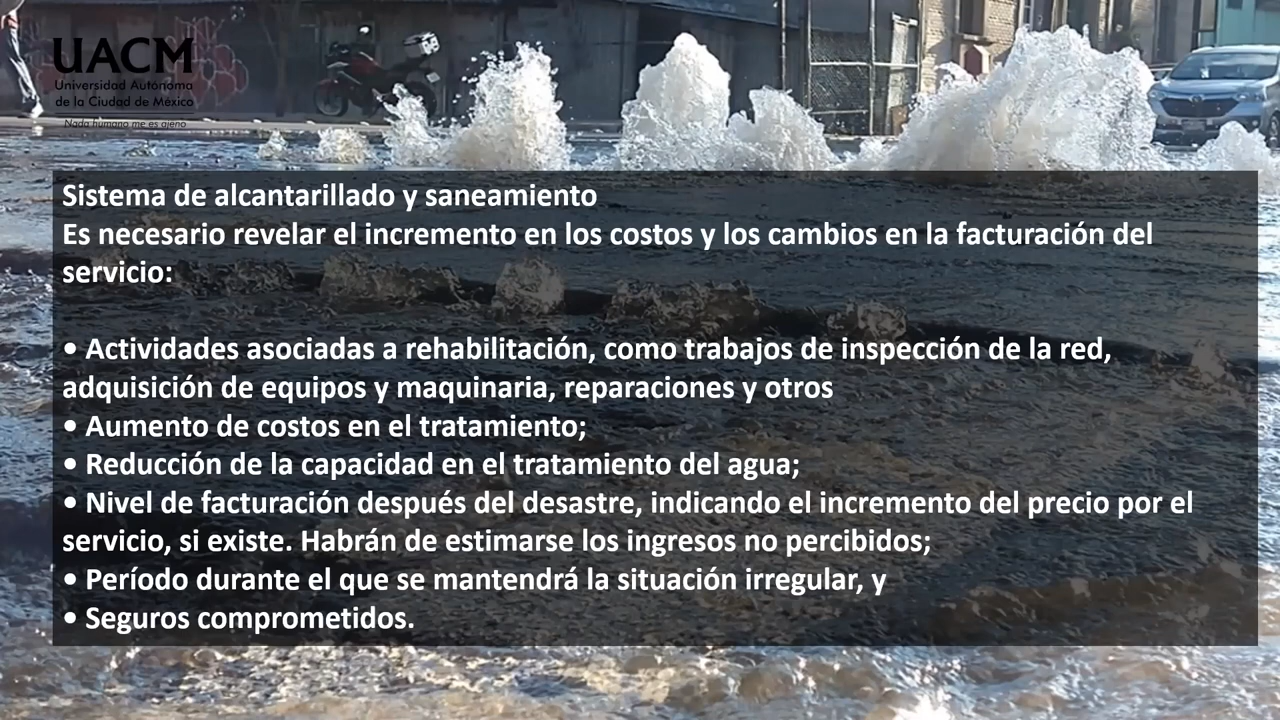 UACM
Universidad Autónoma
de la Ciudad de México
Nada humano me es ajeno
Sistema de alcantarillado y saneamiento
Es necesario revelar el incremento en los costos y los cambios en la facturación del
servicio:
• Actividades asociadas a rehabilitación, como trabajos de inspección de la red,
adquisición de equipos y maquinaria, reparaciones y otros
• Aumento de costos en el tratamiento;
• Reducción de la capacidad en el tratamiento del agua;
• Nivel de facturación después del desastre, indicando el incremento del precio por el
servicio, si existe. Habrán de estimarse los ingresos no percibidos;
• Período durante el que se mantendrá la situación irregular, y
• Seguros comprometidos.